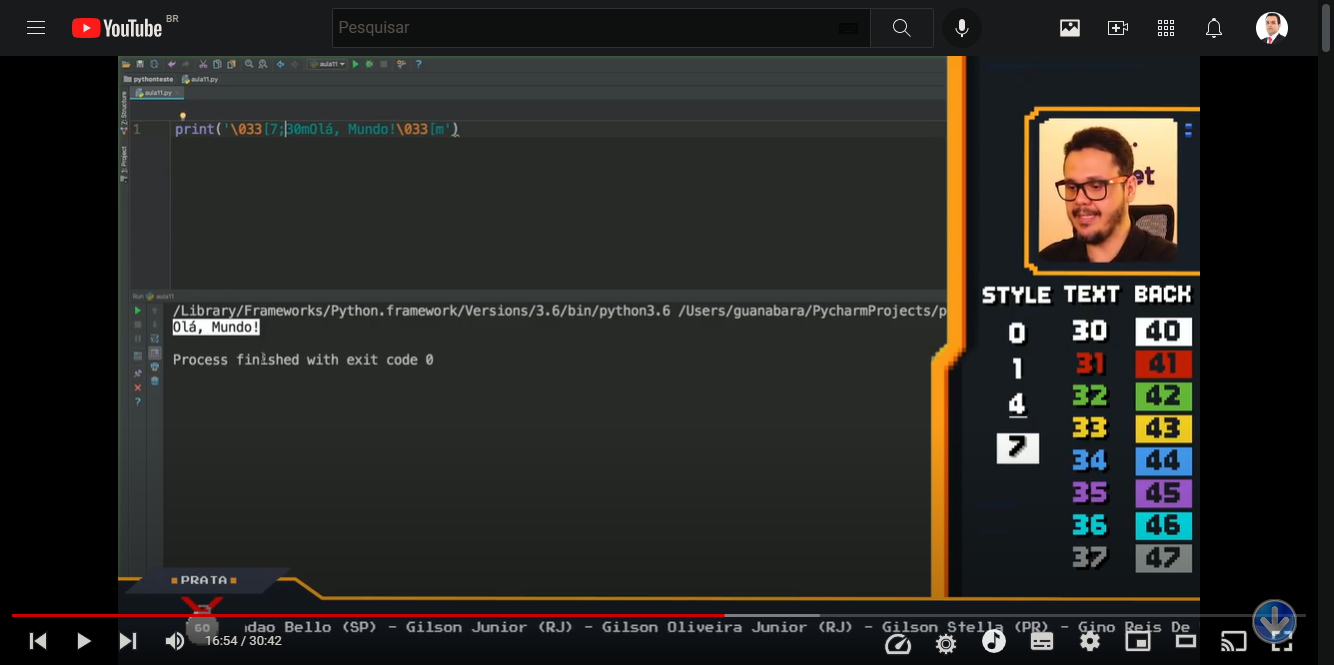 YouTube BR
Pesquisar
aula11
pythonteste
aula11.py
aula11.py
Z: Structure
1
print('\033[7;30mOlá, Mundo!\033[m')
1: Project
et
Run
aula11
/Library/Frameworks/Python.framework/Versions/3.6/bin/python3.6 /Users/guanabara/PycharmProjects/p
Olá, Mundo!
Process finished with exit code 0
STYLE TEXT BACK
0 30 40
1 31 41
4 32 42
7 33 43
34 44
35 45
36 46
37 47
PRATA
GO
dao Bello (SP) - Gilson Junior (RJ) - Gilson Oliveira Junior (RJ) - Gilson Stella (PR) - Gino Reis De
16:54 / 30:42